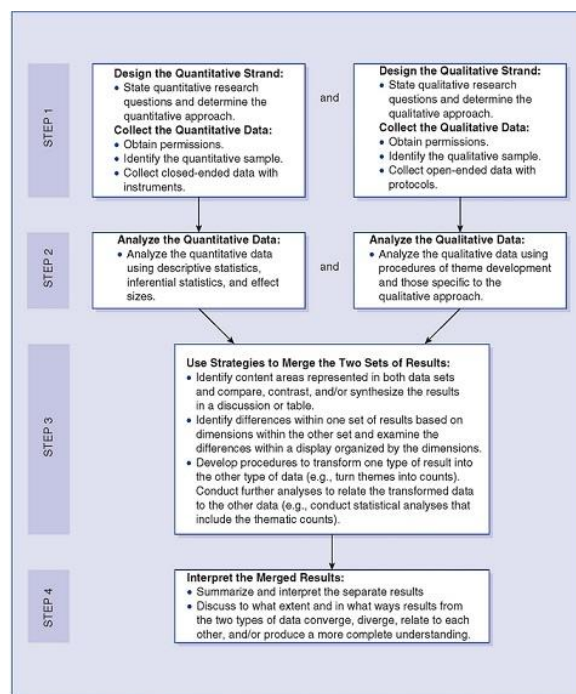 STEP 1
Design the Quantitative Strand:
• State quantitative research
questions and determine the
quantitative approach.
Collect the Quantitative Data:
• Obtain permissions.
• Identify the quantitative sample.
• Collect closed-ended data with
instruments.
and
Design the Qualitative Strand:
• State qualitative research
questions and determine the
qualitative approach.
Collect the Qualitative Data:
• Obtain permissions.
• Identify the qualitative sample.
• Collect open-ended data with
protocols.
STEP 2
Analyze the Quantitative Data:
• Analyze the quantitative data
using descriptive statistics,
inferential statistics, and effect
sizes.
and
Analyze the Qualitative Data:
• Analyze the qualitative data using
procedures of theme development
and those specific to the
qualitative approach.
STEP 3
Use Strategies to Merge the Two Sets of Results:
• Identify content areas represented in both data sets
and compare, contrast, and/or synthesize the results
in a discussion or table.
• Identify differences within one set of results based on
dimensions within the other set and examine the
differences within a display organized by the dimensions.
• Develop procedures to transform one type of result into
the other type of data (e.g., turn themes into counts).
Conduct further analyses to relate the transformed data
to the other data (e.g., conduct statistical analyses that
include the thematic counts).
STEP 4
Interpret the Merged Results:
• Summarize and interpret the separate results
• Discuss to what extent and in what ways results from
the two types of data converge, diverge, relate to each
other, and/or produce a more complete understanding.